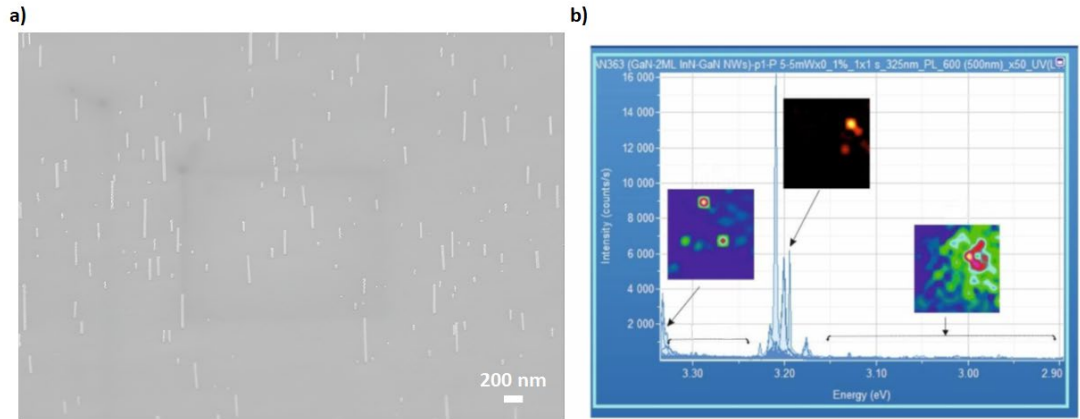 a)
200 nm
b)
AN363 (GaN-2ML InN-GaN NWs)-p1-P 5-5mWx0_1%_1x1 s_325nm_PL_600 (500nm)_x50_UV(L
16 000
14 000
12 000
10 000
8 000
6 000
4 000
2 000
Intensity (counts/s)
3.30
3.20
3.10
3.00
2.90
Energy (eV)